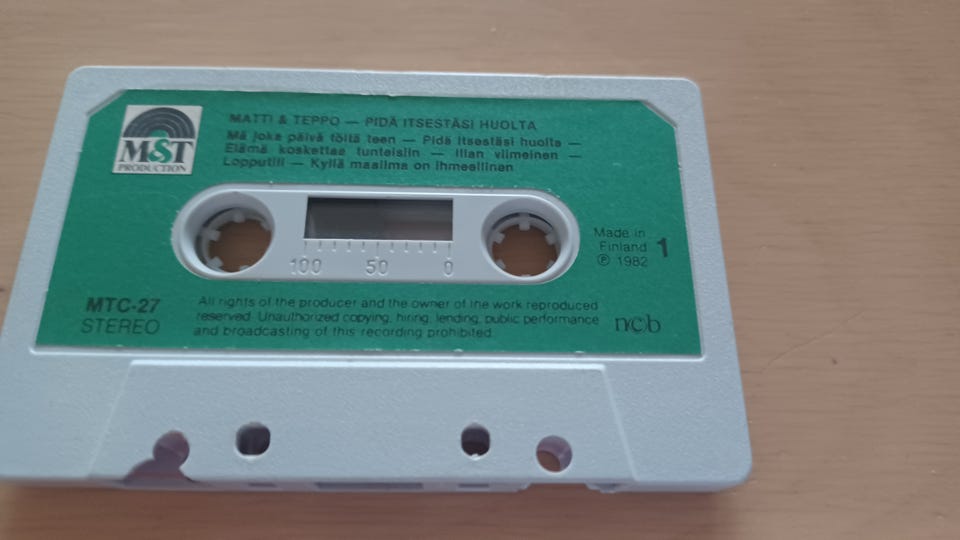 MATTI & TEPPO — PIDÄ ITSESTÄSI HUOLTA
Mä joka päivä töitä teen — Pidä itsestäsi huolta —
Elämä koskettaa tunteisiin — Illan viimeinen —
Lopputili — Kyllä maailma on ihmeellinen
M&T
PRODUCTION
100 50 0
Made in
Finland
℗ 1982
1
MTC-27
STEREO
All rights of the producer and the owner of the work reproduced
reserved. Unauthorized copying, hiring, lending, public performance
and broadcasting of this recording prohibited.
ncb